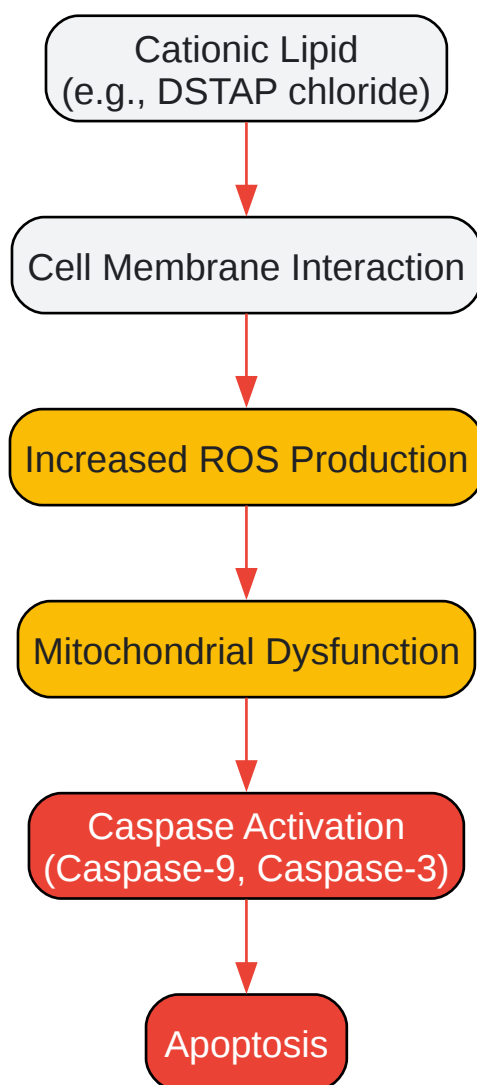 Cationic Lipid
(e.g., DSTAP chloride)
Cell Membrane Interaction
Increased ROS Production
Mitochondrial Dysfunction
Caspase Activation
(Caspase-9, Caspase-3)
Apoptosis